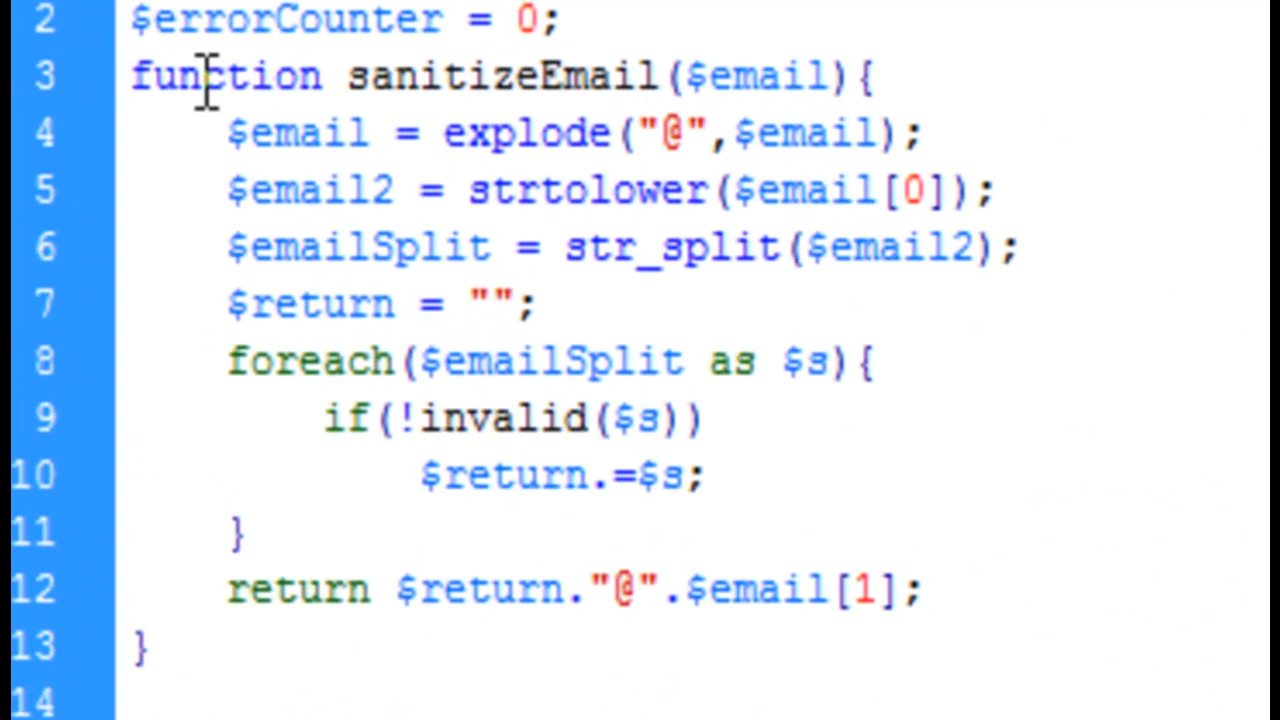 2 $errorCounter = 0;
3 function sanitizeEmail($email){
4 $email = explode("@",$email);
5 $email2 = strtolower($email[0]);
6 $emailSplit = str_split($email2);
7 $return = "";
8 foreach($emailSplit as $s){
9 if(!invalid($s))
10 $return.=$s;
11 }
12 return $return."@".$email[1];
13 }
14